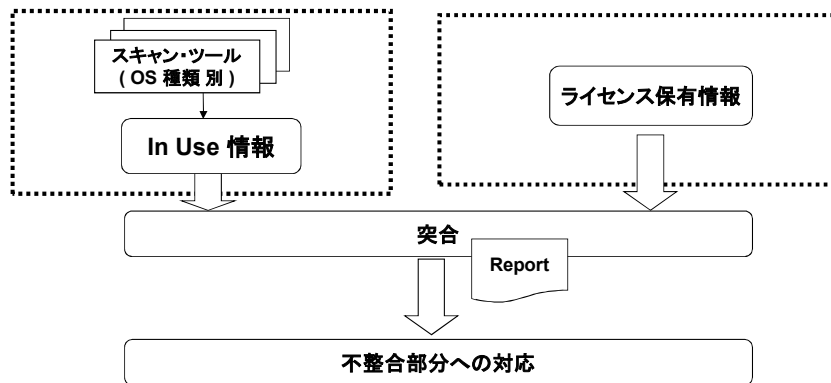 スキャン・ツール
( OS 種類 別 )
In Use 情報
ライセンス保有情報
突合
Report
不整合部分への対応